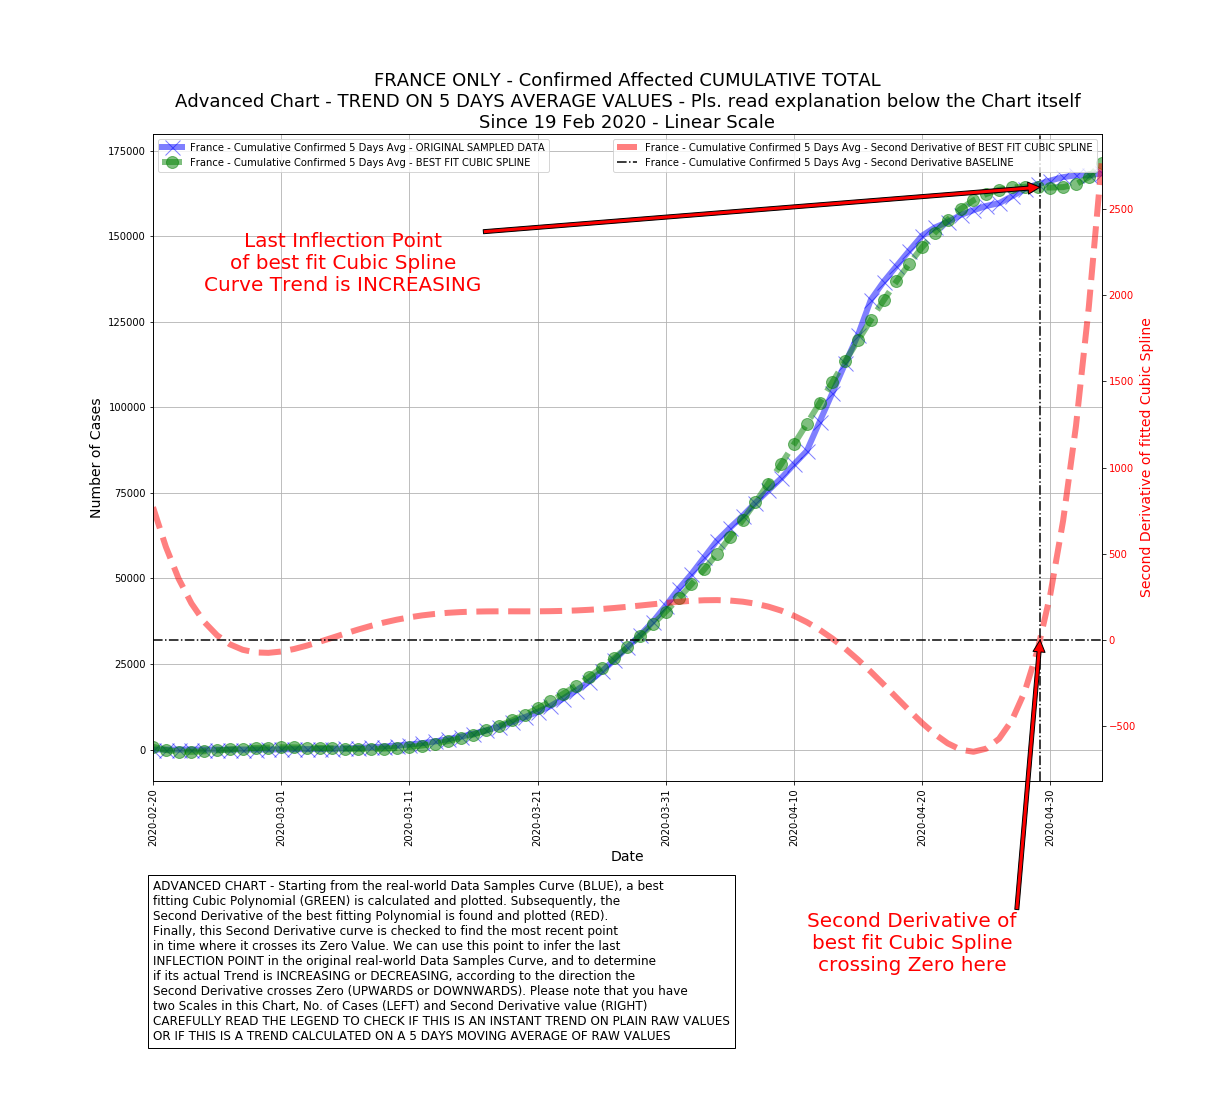 FRANCE ONLY - Confirmed Affected CUMULATIVE TOTAL
Advanced Chart - TREND ON 5 DAYS AVERAGE VALUES - Pls. read explanation below the Chart itself
Since 19 Feb 2020 - Linear Scale
France - Cumulative Confirmed 5 Days Avg - ORIGINAL SAMPLED DATA
France - Cumulative Confirmed 5 Days Avg - BEST FIT CUBIC SPLINE
France - Cumulative Confirmed 5 Days Avg - Second Derivative of BEST FIT CUBIC SPLINE
France - Cumulative Confirmed 5 Days Avg - Second Derivative BASELINE
Last Inflection Point
of best fit Cubic Spline
Curve Trend is INCREASING
Number of Cases
175000
150000
125000
100000
75000
50000
25000
0
2500
2000
1500
1000
500
0
−500
Second Derivative of fitted Cubic Spline
2020-02-20
2020-03-01
2020-03-11
2020-03-21
2020-03-31
2020-04-10
2020-04-20
2020-04-30
Date
Second Derivative of
best fit Cubic Spline
crossing Zero here
ADVANCED CHART - Starting from the real-world Data Samples Curve (BLUE), a best
fitting Cubic Polynomial (GREEN) is calculated and plotted. Subsequently, the
Second Derivative of the best fitting Polynomial is found and plotted (RED).
Finally, this Second Derivative curve is checked to find the most recent point
in time where it crosses its Zero Value. We can use this point to infer the last
INFLECTION POINT in the original real-world Data Samples Curve, and to determine
if its actual Trend is INCREASING or DECREASING, according to the direction the
Second Derivative crosses Zero (UPWARDS or DOWNWARDS). Please note that you have
two Scales in this Chart, No. of Cases (LEFT) and Second Derivative value (RIGHT)
CAREFULLY READ THE LEGEND TO CHECK IF THIS IS AN INSTANT TREND ON PLAIN RAW VALUES
OR IF THIS IS A TREND CALCULATED ON A 5 DAYS MOVING AVERAGE OF RAW VALUES